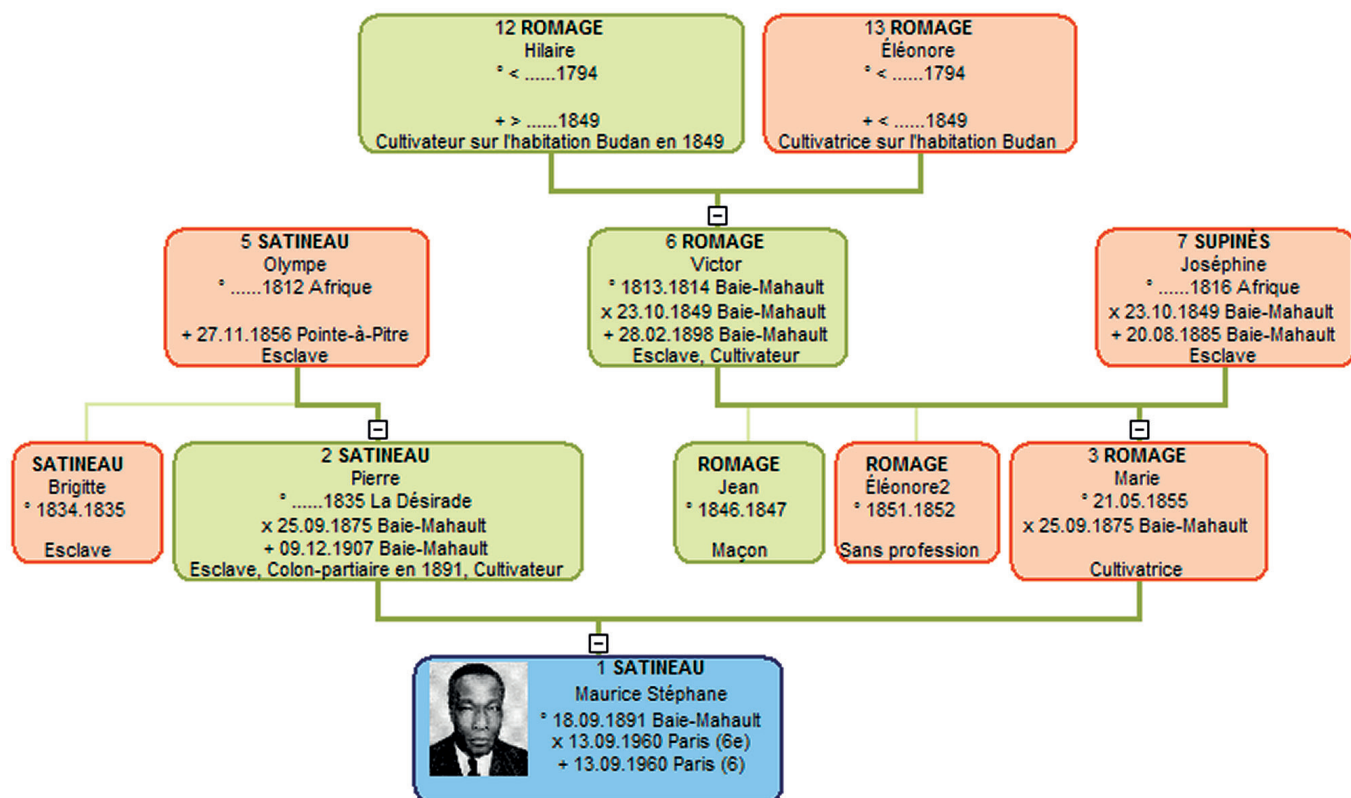 12 ROMAGE
Hilaire
° < ......1794
+ > ......1849
Cultivateur sur l'habitation Budan en 1849
13 ROMAGE
Éléonore
° < ......1794
+ < ......1849
Cultivatrice sur l'habitation Budan
5 SATINEAU
Olympe
° ......1812 Afrique
+ 27.11.1856 Pointe-à-Pitre
Esclave
6 ROMAGE
Victor
° 1813.1814 Baie-Mahault
x 23.10.1849 Baie-Mahault
+ 28.02.1898 Baie-Mahault
Esclave, Cultivateur
7 SUPINÈS
Joséphine
° ......1816 Afrique
x 23.10.1849 Baie-Mahault
+ 20.08.1885 Baie-Mahault
Esclave
SATINEAU
Brigitte
° 1834.1835
Esclave
2 SATINEAU
Pierre
° ......1835 La Désirade
x 25.09.1875 Baie-Mahault
+ 09.12.1907 Baie-Mahault
Esclave, Colon-partiaire en 1891, Cultivateur
ROMAGE
Jean
° 1846.1847
Maçon
ROMAGE
Éléonore2
° 1851.1852
Sans profession
3 ROMAGE
Marie
° 21.05.1855
x 25.09.1875 Baie-Mahault
Cultivatrice
1 SATINEAU
Maurice Stéphane
° 18.09.1891 Baie-Mahault
x 13.09.1960 Paris (6e)
+ 13.09.1960 Paris (6)